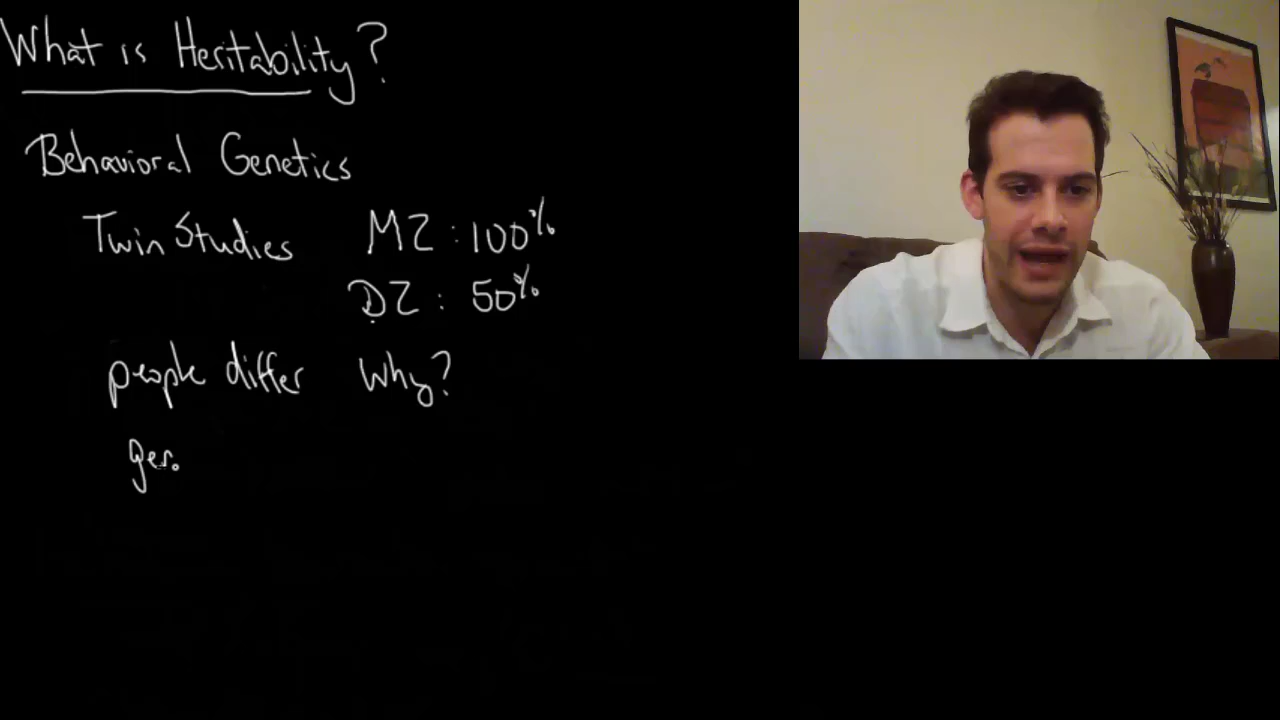 What is Heritability?
Behavioral Genetics
Twin Studies MZ : 100%
DZ : 50%
people differ Why?
gen